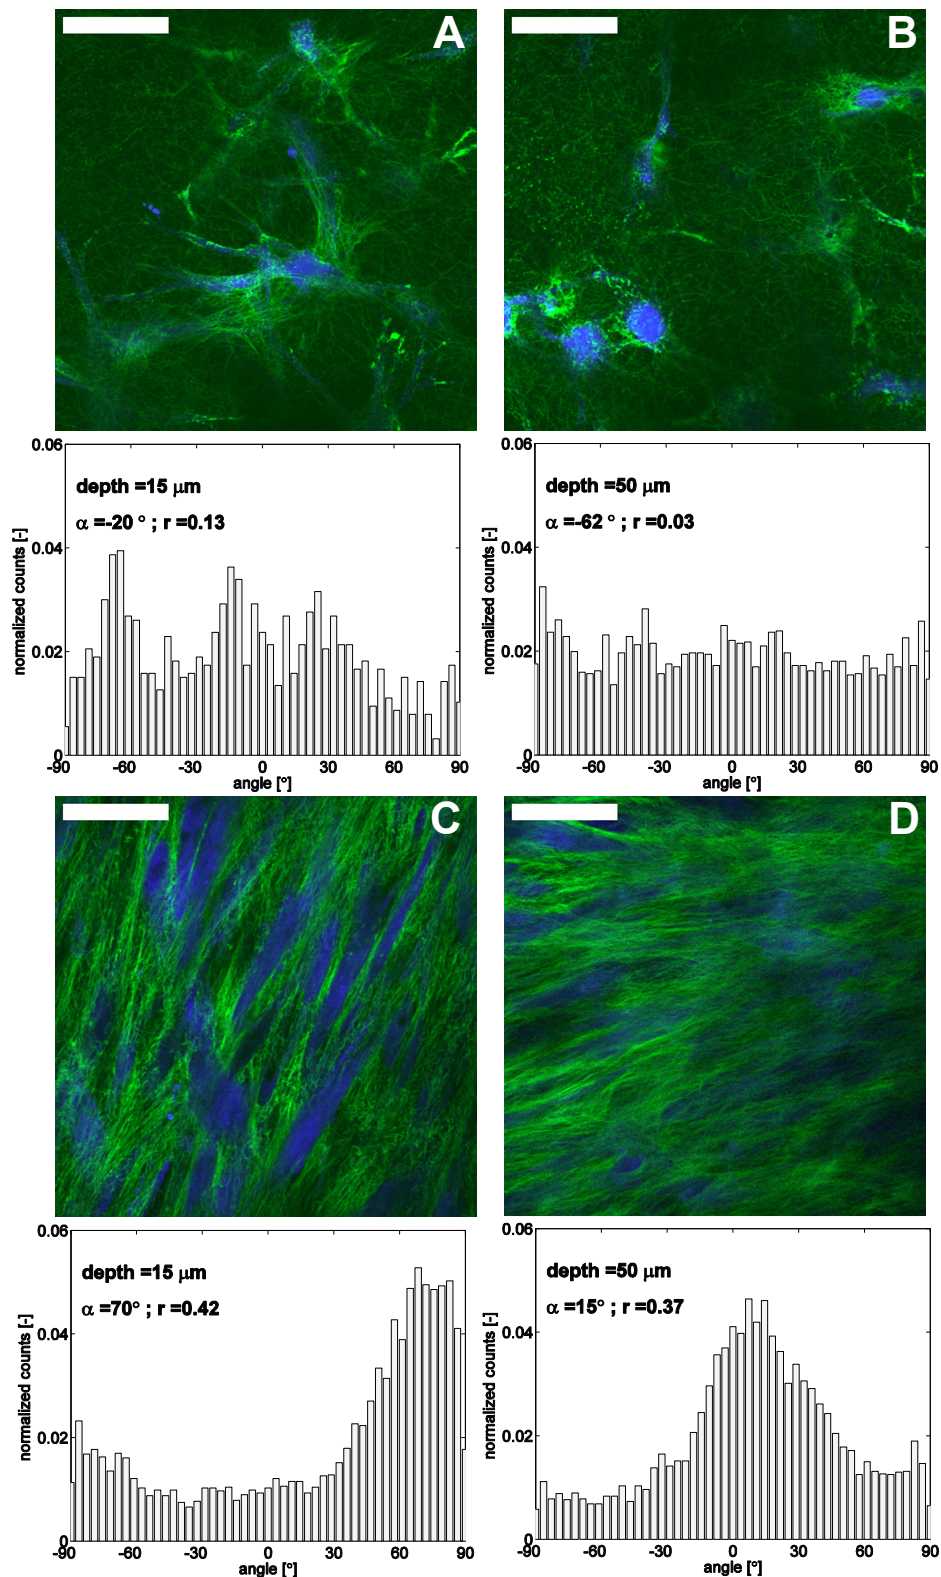 A
B
0.06
0.04
0.02
0
normalized counts [-]
depth =15 μm
α =-20 ° ; r =0.13
-90 -60 -30 0 30 60 90
angle [°]
0.06
0.04
0.02
0
normalized counts [-]
depth =50 μm
α =-62 ° ; r =0.03
-90 -60 -30 0 30 60 90
angle [°]
C
D
0.06
0.04
0.02
0
normalized counts [-]
depth =15 μm
α =70° ; r =0.42
-90 -60 -30 0 30 60 90
angle [°]
0.06
0.04
0.02
0
normalized counts [-]
depth =50 μm
α =15° ; r =0.37
-90 -60 -30 0 30 60 90
angle [°]